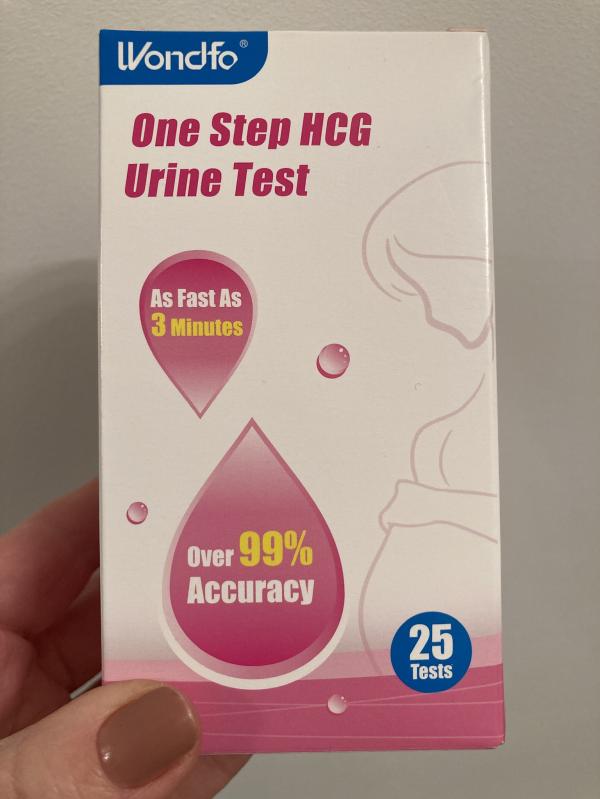 Wondfo®
One Step HCG
Urine Test
As Fast As
3 Minutes
Over 99%
Accuracy
25
Tests